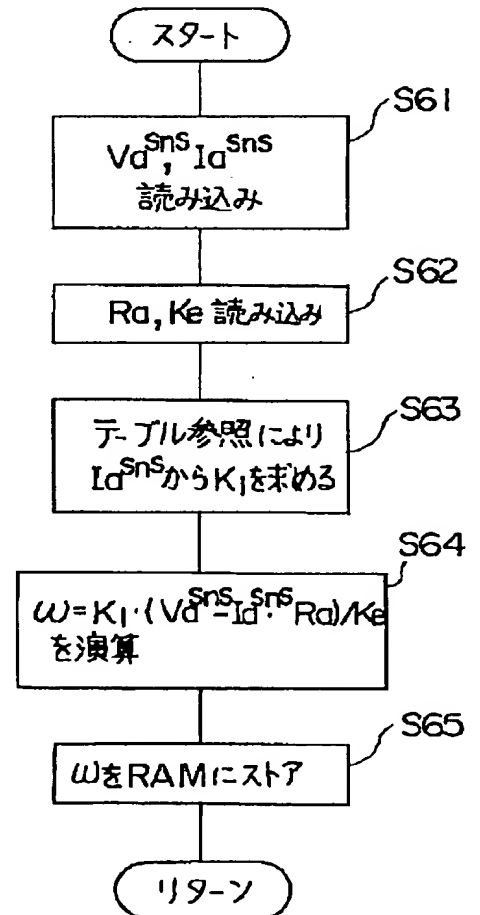 スタート
S61
Va^sns, Ia^sns
読み込み
S62
Ra, Ke 読み込み
S63
テーブル参照により
Ia^snsからK₁を求める
S64
ω=K₁·(Va^sns-Ia^sns·Ra)/Ke
を演算
S65
ωをRAMにストア
リターン